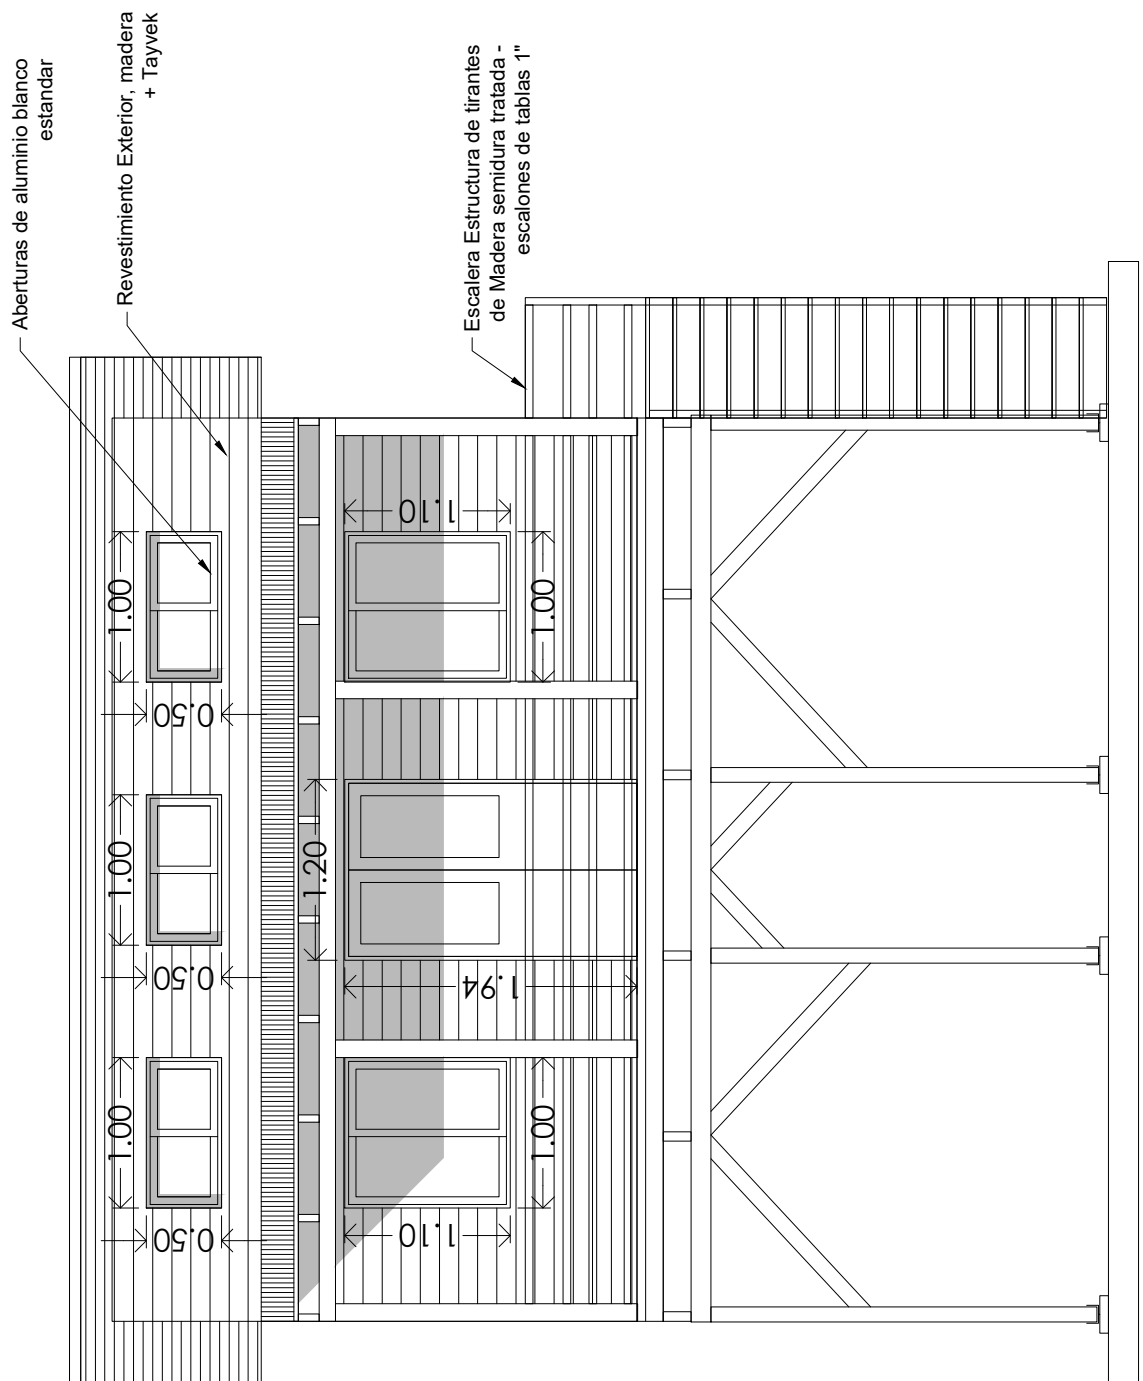 Aberturas de aluminio blanco
estandar
Revestimiento Exterior, madera
+ Tayvek
Escalera Estructura de tirantes
de Madera semidura tratada -
escalones de tablas 1"
1.00
1.00
1.00
0.50
0.50
0.50
1.20
1.10
1.94
1.10
1.00
1.00